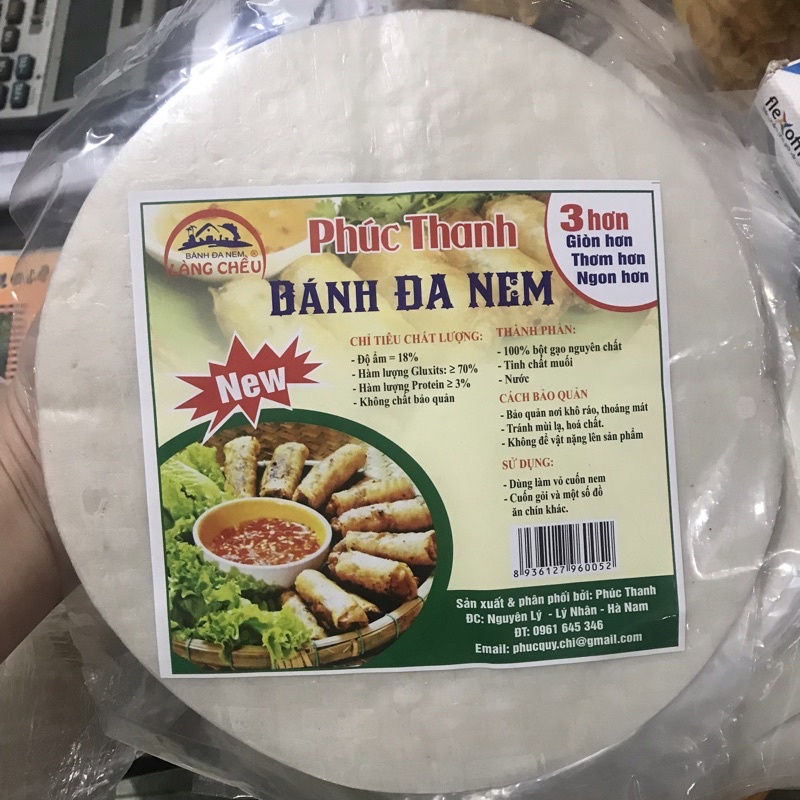 BÁNH ĐA NEM
LÀNG CHỀU ®
Phúc Thanh
BÁNH ĐA NEM
3 hơn
Giòn hơn
Thơm hơn
Ngon hơn
New
CHỈ TIÊU CHẤT LƯỢNG:
- Độ ẩm = 18%
- Hàm lượng Gluxits: ≥ 70%
- Hàm lượng Protein ≥ 3%
- Không chất bảo quản
THÀNH PHẦN:
- 100% bột gạo nguyên chất
- Tinh chất muối
- Nước
CÁCH BẢO QUẢN
- Bảo quản nơi khô ráo, thoáng mát
- Tránh mùi lạ, hoá chất.
- Không để vật nặng lên sản phẩm
SỬ DỤNG:
- Dùng làm vỏ cuốn nem
- Cuốn gỏi và một số đồ
ăn chín khác.
8 936127 960052
Sản xuất & phân phối bởi: Phúc Thanh
ĐC: Nguyên Lý - Lý Nhân - Hà Nam
ĐT: 0961 645 346
Email: phucquy.chi@gmail.com